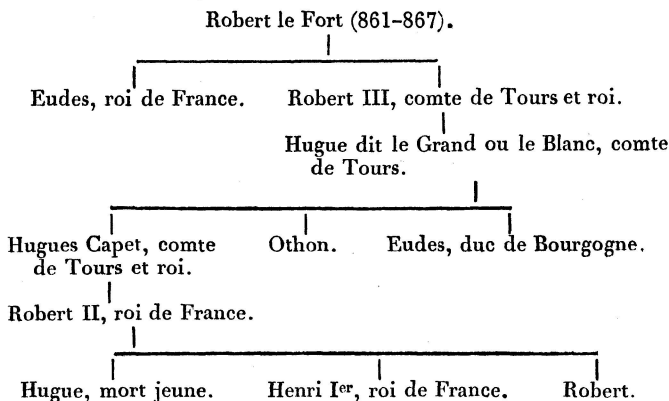 Robert le Fort (861–867).
Eudes, roi de France. Robert III, comte de Tours et roi.
Hugue dit le Grand ou le Blanc, comte
de Tours.
Hugues Capet, comte
de Tours et roi.
Othon. Eudes, duc de Bourgogne.
Robert II, roi de France.
Hugue, mort jeune. Henri Ier, roi de France. Robert.